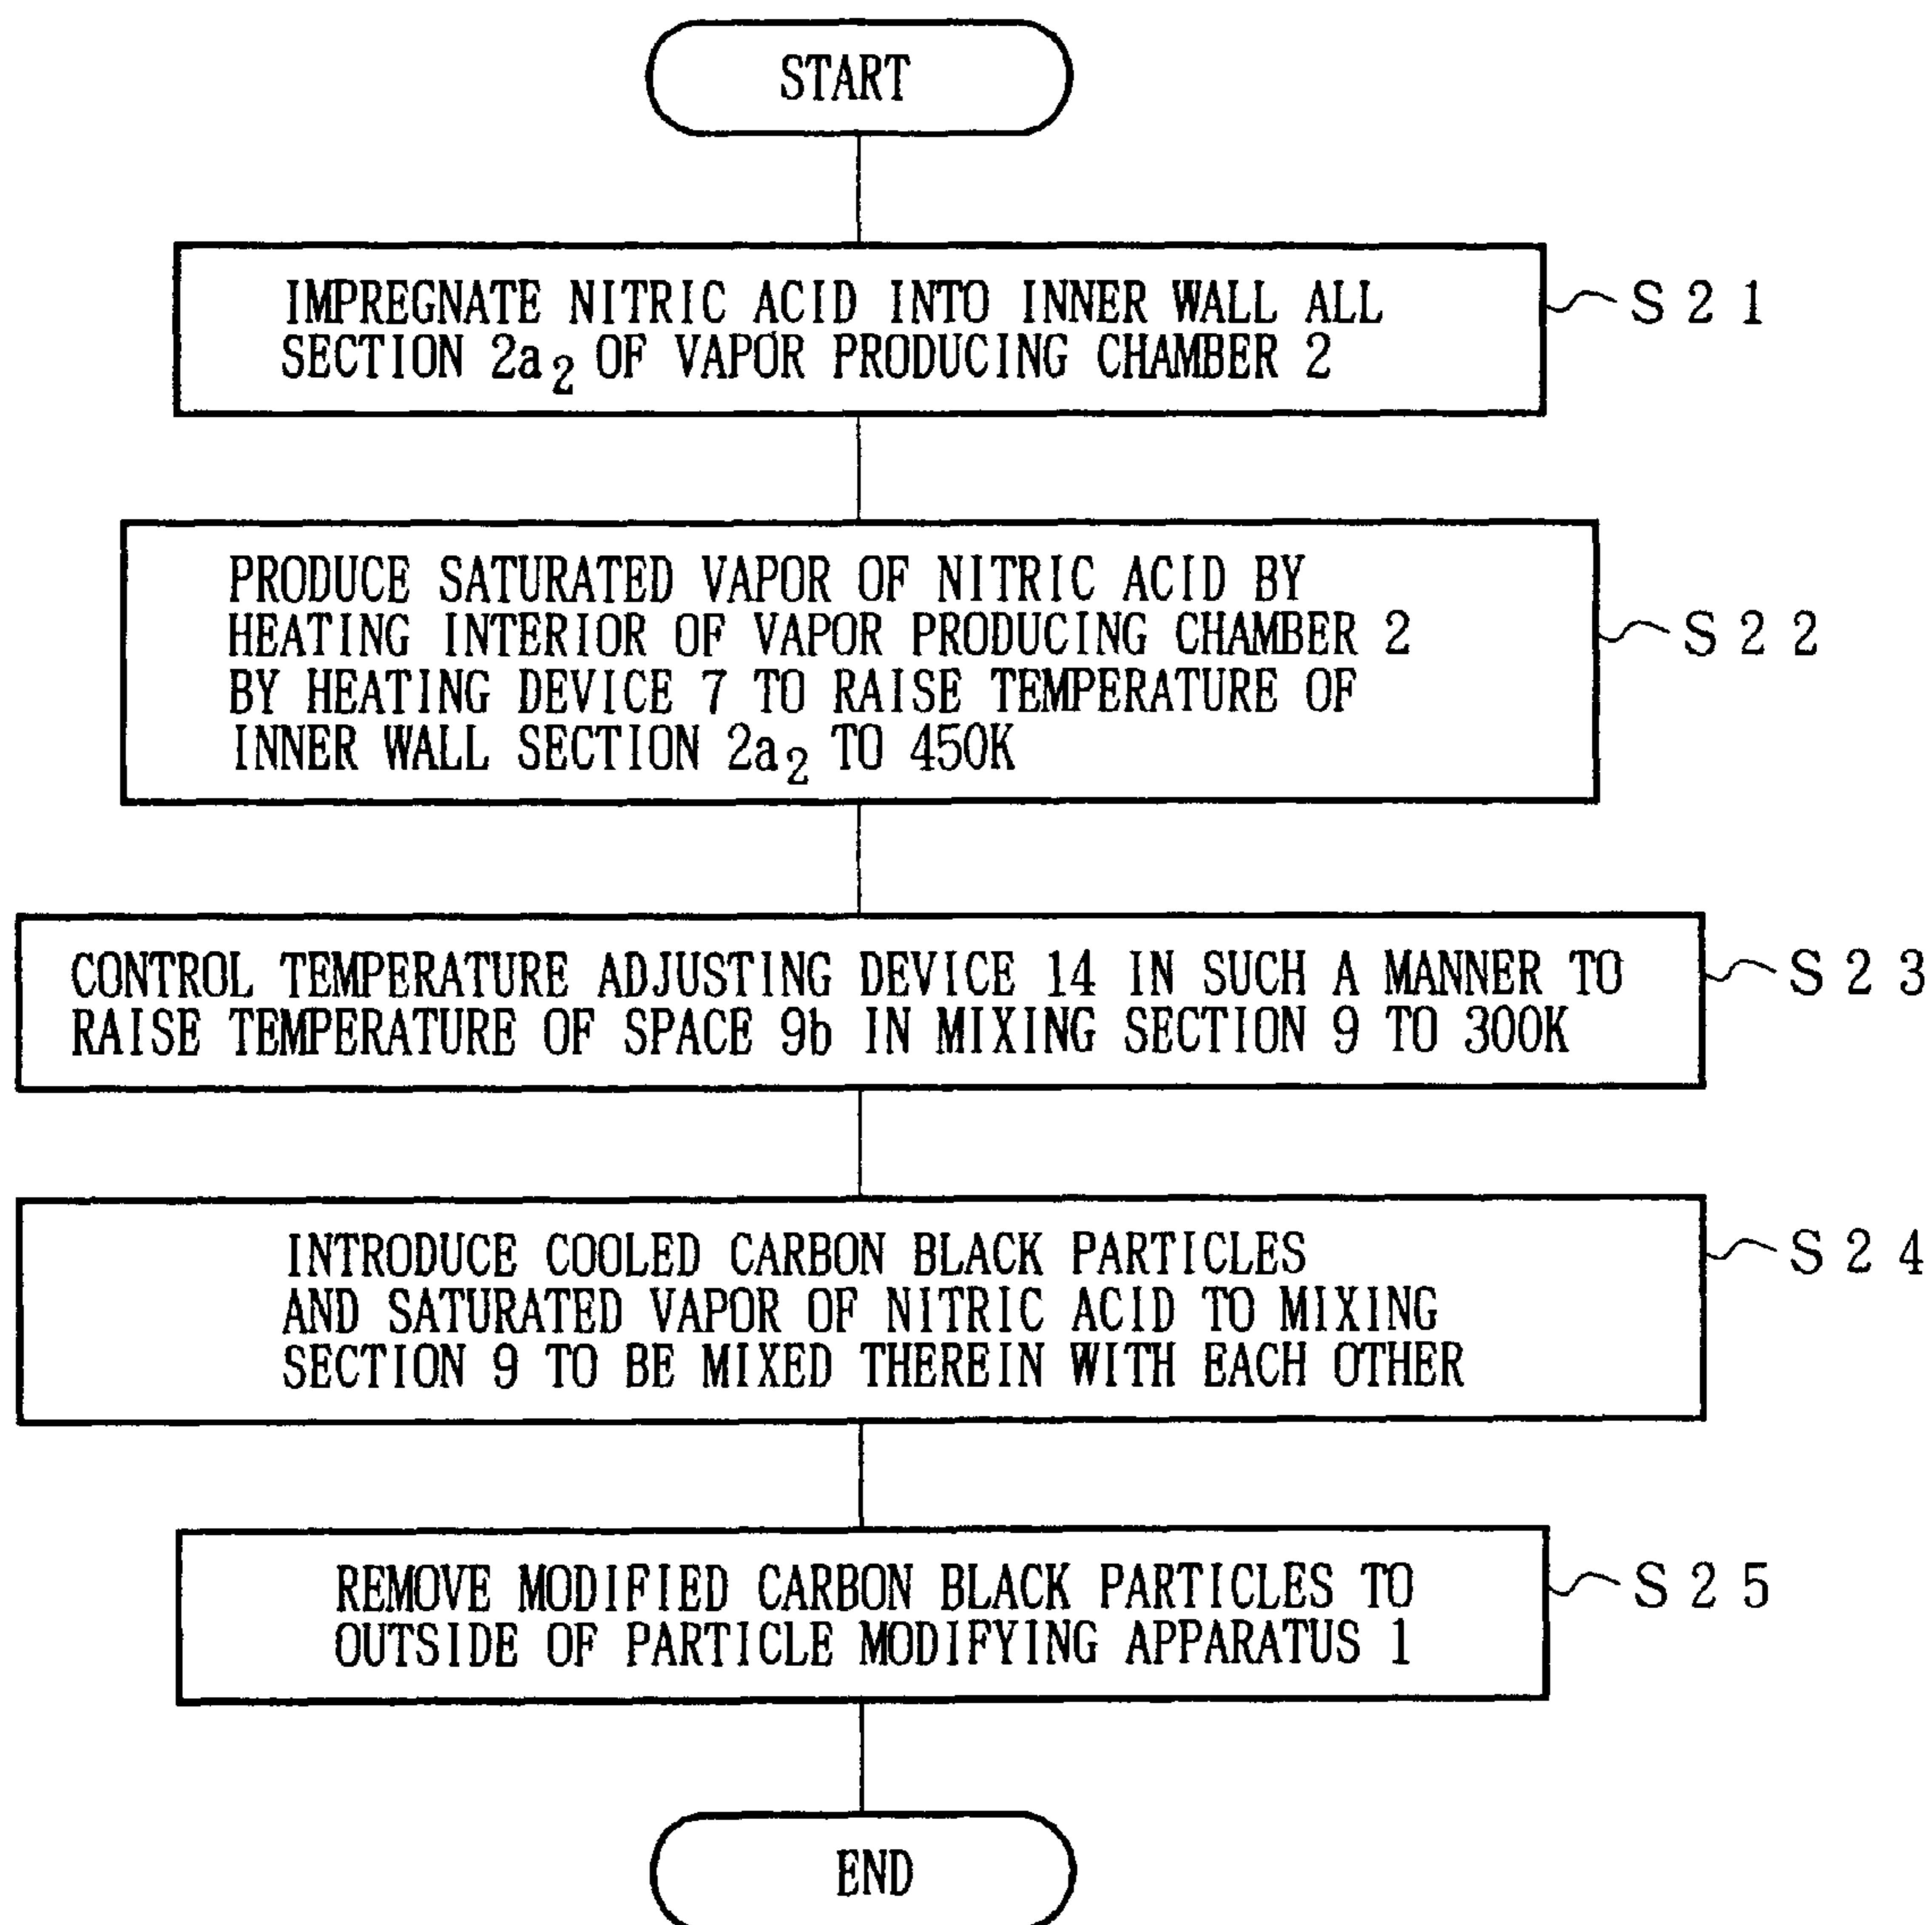 START
IMPREGNATE NITRIC ACID INTO INNER WALL ALL
SECTION 2a₂ OF VAPOR PRODUCING CHAMBER 2
S21
PRODUCE SATURATED VAPOR OF NITRIC ACID BY
HEATING INTERIOR OF VAPOR PRODUCING CHAMBER 2
BY HEATING DEVICE 7 TO RAISE TEMPERATURE OF
INNER WALL SECTION 2a₂ TO 450K
S22
CONTROL TEMPERATURE ADJUSTING DEVICE 14 IN SUCH A MANNER TO
RAISE TEMPERATURE OF SPACE 9b IN MIXING SECTION 9 TO 300K
S23
INTRODUCE COOLED CARBON BLACK PARTICLES
AND SATURATED VAPOR OF NITRIC ACID TO MIXING
SECTION 9 TO BE MIXED THEREIN WITH EACH OTHER
S24
REMOVE MODIFIED CARBON BLACK PARTICLES TO
OUTSIDE OF PARTICLE MODIFYING APPARATUS 1
S25
END